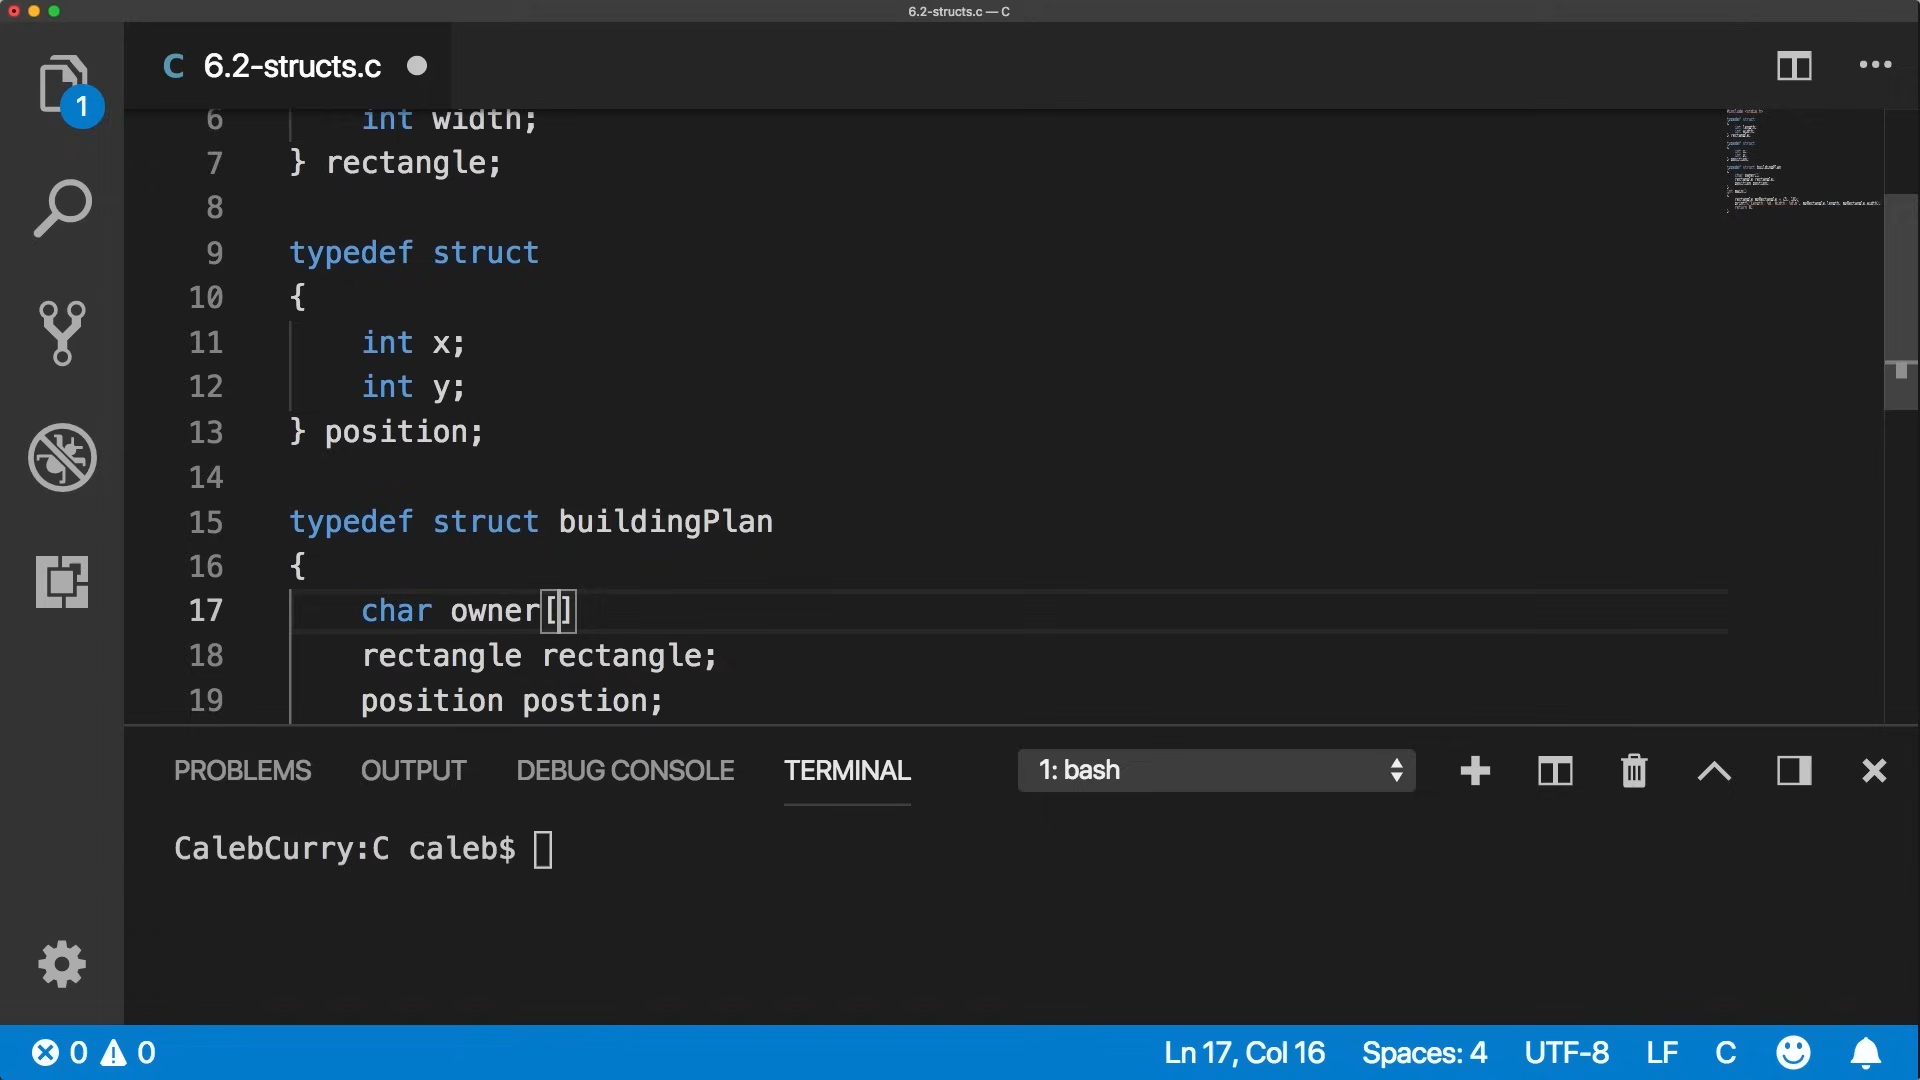 6.2-structs.c — C
C 6.2-structs.c
1
6 int width;
7 } rectangle;
8
9 typedef struct
10 {
11 int x;
12 int y;
13 } position;
14
15 typedef struct buildingPlan
16 {
17 char owner[]
18 rectangle rectangle;
19 position postion;
PROBLEMS OUTPUT DEBUG CONSOLE TERMINAL 1: bash
CalebCurry:C caleb$
0 0 Ln 17, Col 16 Spaces: 4 UTF-8 LF C